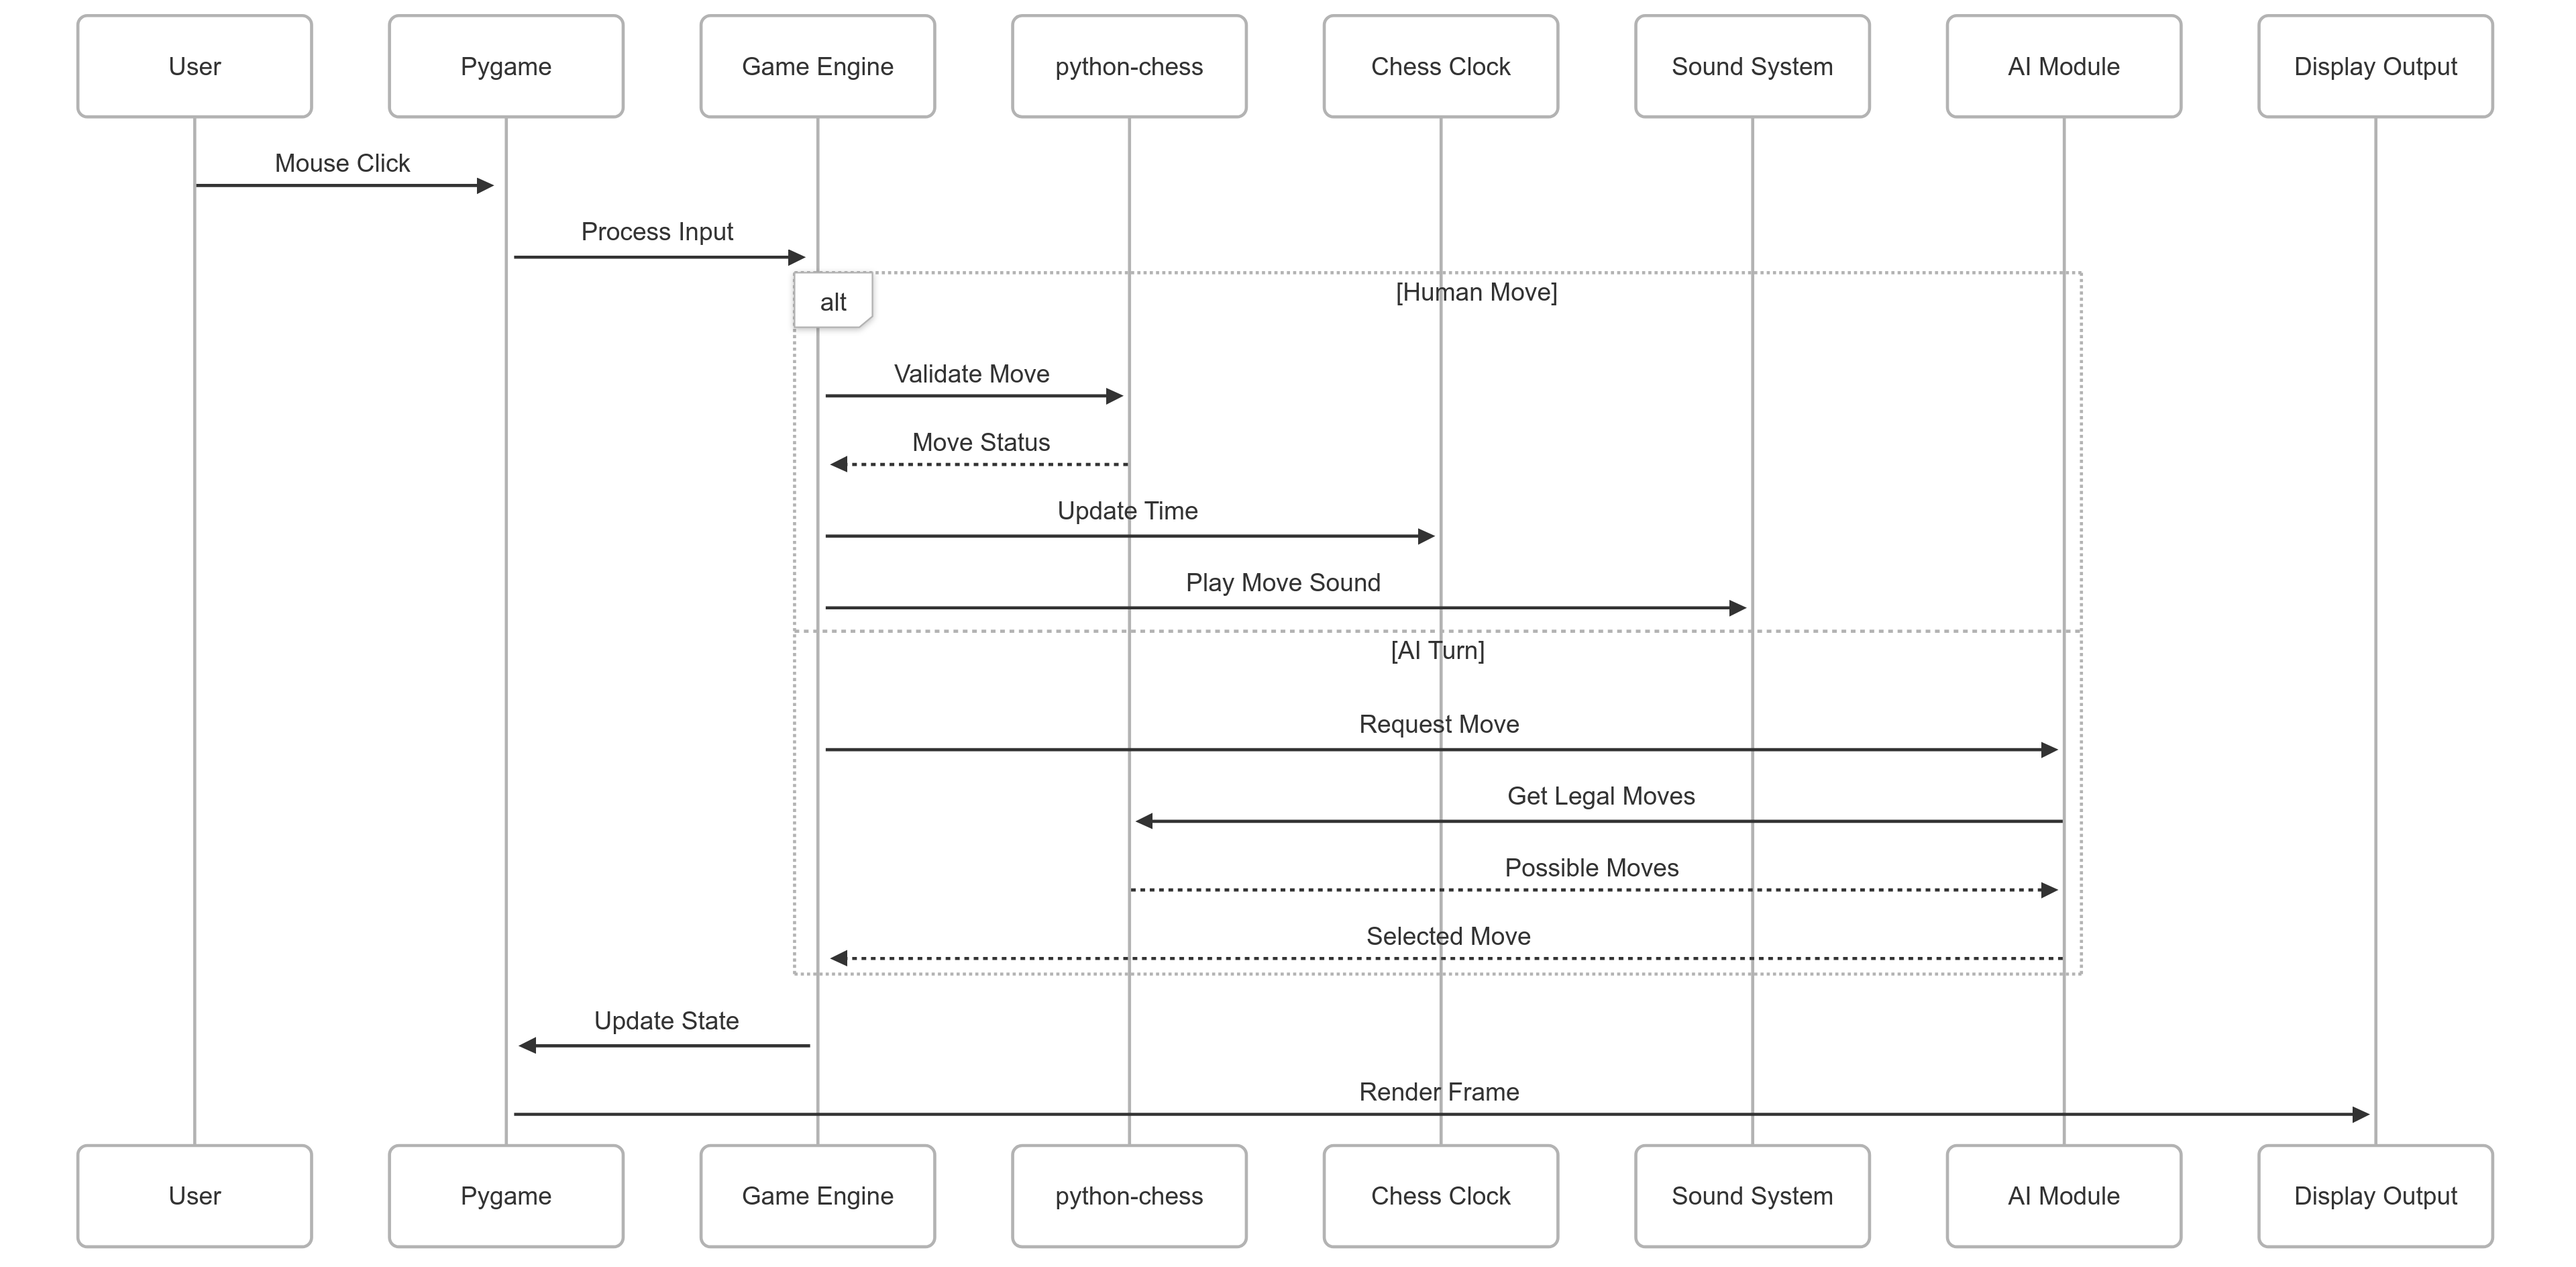 User
Pygame
Game Engine
python-chess
Chess Clock
Sound System
AI Module
Display Output
Mouse Click
Process Input
alt
[Human Move]
Validate Move
Move Status
Update Time
Play Move Sound
[AI Turn]
Request Move
Get Legal Moves
Possible Moves
Selected Move
Update State
Render Frame
User
Pygame
Game Engine
python-chess
Chess Clock
Sound System
AI Module
Display Output